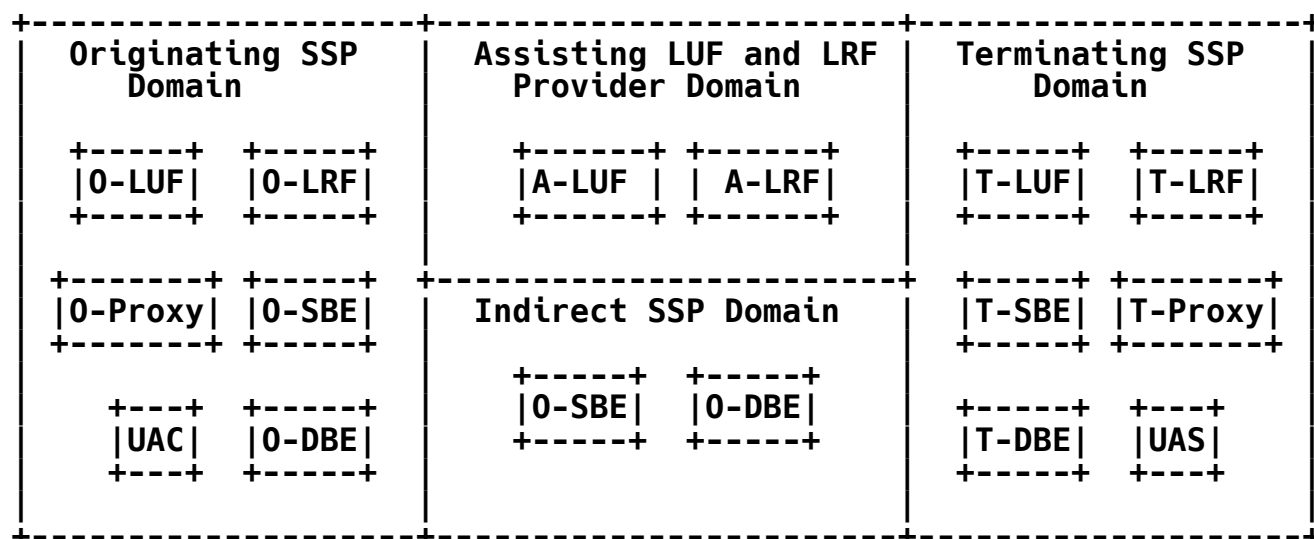 +--------------------+------------------------+--------------------+
|  Originating SSP   |  Assisting LUF and LRF |  Terminating SSP   |
|     Domain         |    Provider Domain     |      Domain        |
|                    |                        |                    |
|  +-----+  +-----+  |    +------+ +------+   |  +-----+  +-----+  |
|  |O-LUF|  |O-LRF|  |    |A-LUF | | A-LRF|   |  |T-LUF|  |T-LRF|  |
|  +-----+  +-----+  |    +------+ +------+   |  +-----+  +-----+  |
|                    |                        |                    |
| +-------+ +-----+  +------------------------+  +-----+ +-------+ |
| |O-Proxy| |O-SBE|  |  Indirect SSP Domain   |  |T-SBE| |T-Proxy| |
| +-------+ +-----+  |                        |  +-----+ +-------+ |
|                    |    +-----+  +-----+    |                    |
|    +---+  +-----+  |    |O-SBE|  |O-DBE|    |  +-----+  +---+    |
|    |UAC|  |O-DBE|  |    +-----+  +-----+    |  |T-DBE|  |UAS|    |
|    +---+  +-----+  |                        |  +-----+  +---+    |
|                    |                        |                    |
+--------------------+------------------------+--------------------+